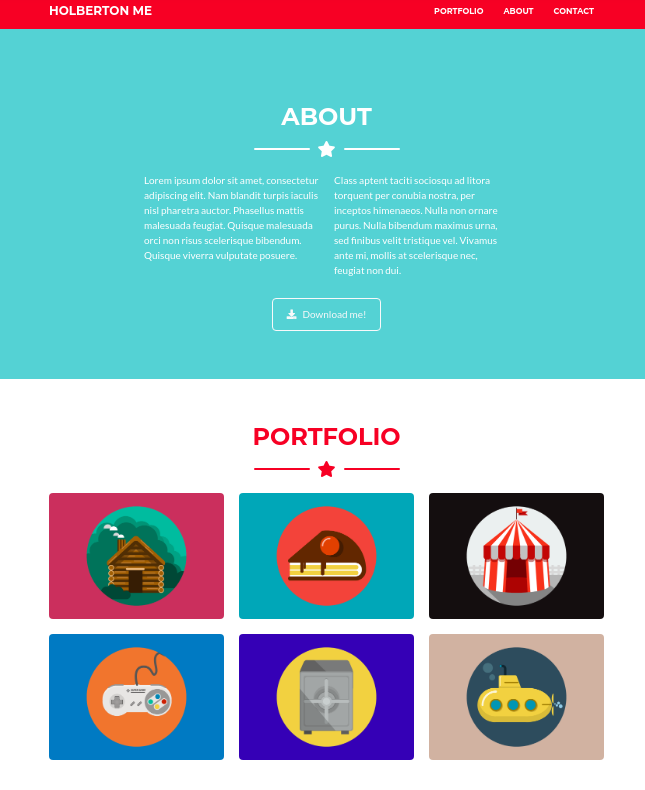 HOLBERTON ME
PORTFOLIO ABOUT CONTACT
ABOUT
Lorem ipsum dolor sit amet, consectetur
adipiscing elit. Nam blandit turpis iaculis
nisl pharetra auctor. Phasellus mattis
malesuada feugiat. Quisque malesuada
orci non risus scelerisque bibendum.
Quisque viverra vulputate posuere.
Class aptent taciti sociosqu ad litora
torquent per conubia nostra, per
inceptos himenaeos. Nulla non ornare
purus. Nulla bibendum maximus urna,
sed finibus velit tristique vel. Vivamus
ante mi, mollis at scelerisque nec,
feugiat non dui.
Download me!
PORTFOLIO